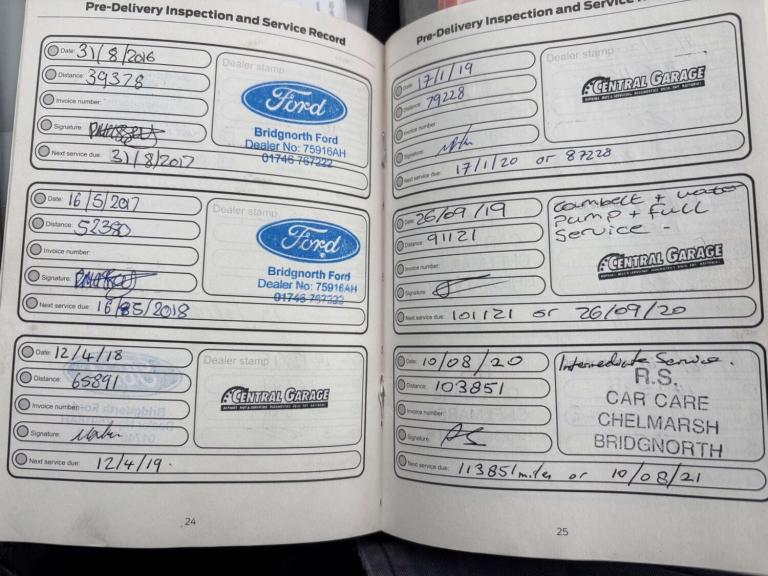 Pre-Delivery Inspection and Service Record
Date: 31/8/2016
Distance: 39378
Invoice number:
Signature:
Next service due: 31/8/2017
Dealer stamp
Ford
Bridgnorth Ford
Dealer No: 75916AH
01746 767222
Date: 16/5/2017
Distance: 52380
Invoice number:
Signature:
Next service due: 16/5/2018
Dealer stamp
Ford
Bridgnorth Ford
Dealer No: 75916AH
01746 767222
Date: 12/4/18
Distance: 65891
Invoice number:
Signature:
Next service due: 12/4/19.
Dealer stamp
CENTRAL GARAGE
24
Pre-Delivery Inspection and Service
Date: 17/1/19
Distance: 79228
Invoice number:
Signature:
Next service due: 17/1/20 or 87228
Dealer stamp
CENTRAL GARAGE
Date: 26/09/19
Distance: 91121
Invoice number:
Signature:
Next service due: 101121 or 26/09/20
Cambelt + water
pump + full
service -
CENTRAL GARAGE
Date: 10/08/20
Distance: 103851
Invoice number:
Signature: RS
Next service due: 113851 miles or 10/08/21
Intermediate Service.
R.S.
CAR CARE
CHELMARSH
BRIDGNORTH
25